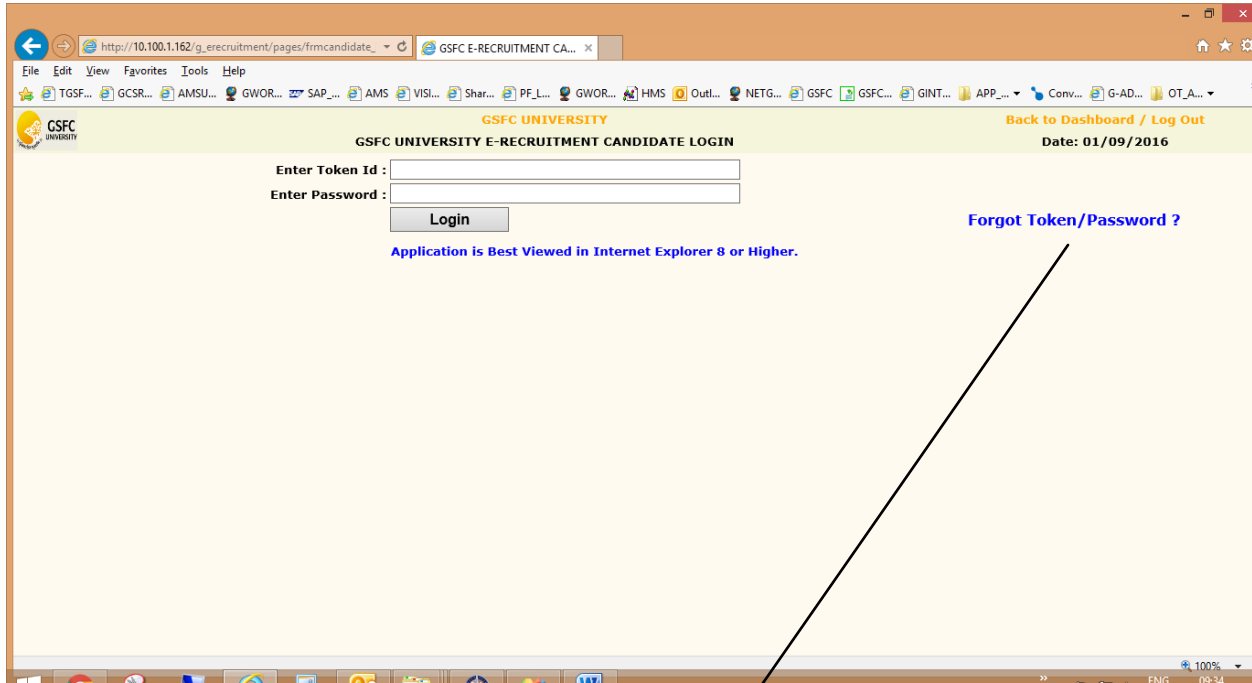 http://10.100.1.162/g_erecruitment/pages/frmcandidate_
GSFC E-RECRUITMENT CA...
File Edit View Favorites Tools Help
TGSF... GCSR... AMSU... GWOR... SAP_... AMS VISI... Shar... PF_L... GWOR... HMS Outl... NETG... GSFC GSFC... GINT... APP_... Conv... G-AD... OT_A...
GSFC UNIVERSITY
GSFC UNIVERSITY
Back to Dashboard / Log Out
GSFC UNIVERSITY E-RECRUITMENT CANDIDATE LOGIN
Date: 01/09/2016
Enter Token Id :
Enter Password :
Login
Forgot Token/Password ?
Application is Best Viewed in Internet Explorer 8 or Higher.
100%
ENG 09:34